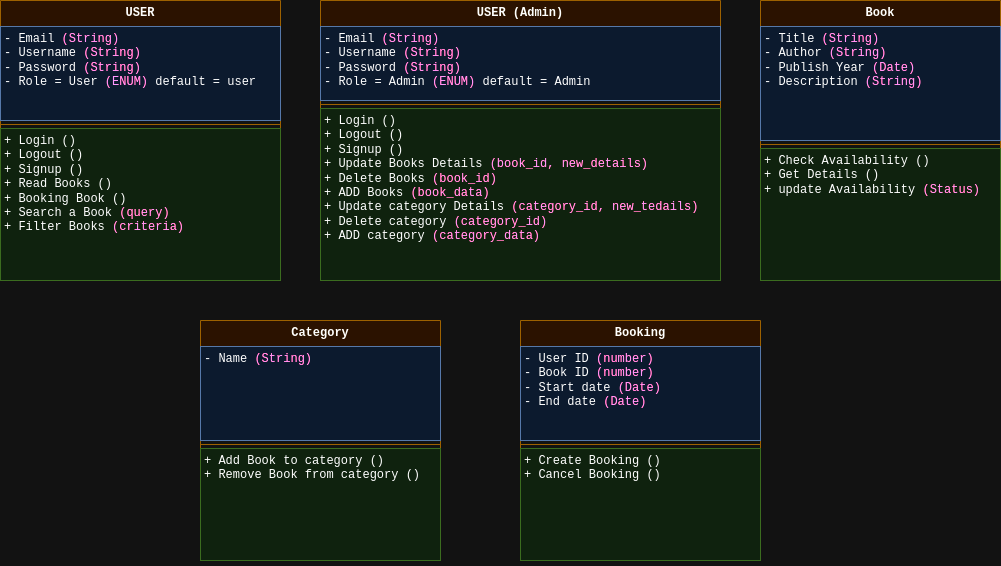 USER
- Email (String)
- Username (String)
- Password (String)
- Role = User (ENUM) default = user
+ Login ()
+ Logout ()
+ Signup ()
+ Read Books ()
+ Booking Book ()
+ Search a Book (query)
+ Filter Books (criteria)
USER (Admin)
- Email (String)
- Username (String)
- Password (String)
- Role = Admin (ENUM) default = Admin
+ Login ()
+ Logout ()
+ Signup ()
+ Update Books Details (book_id, new_details)
+ Delete Books (book_id)
+ ADD Books (book_data)
+ Update category Details (category_id, new_tedails)
+ Delete category (category_id)
+ ADD category (category_data)
Book
- Title (String)
- Author (String)
- Publish Year (Date)
- Description (String)
+ Check Availability ()
+ Get Details ()
+ update Availability (Status)
Category
- Name (String)
+ Add Book to category ()
+ Remove Book from category ()
Booking
- User ID (number)
- Book ID (number)
- Start date (Date)
- End date (Date)
+ Create Booking ()
+ Cancel Booking ()